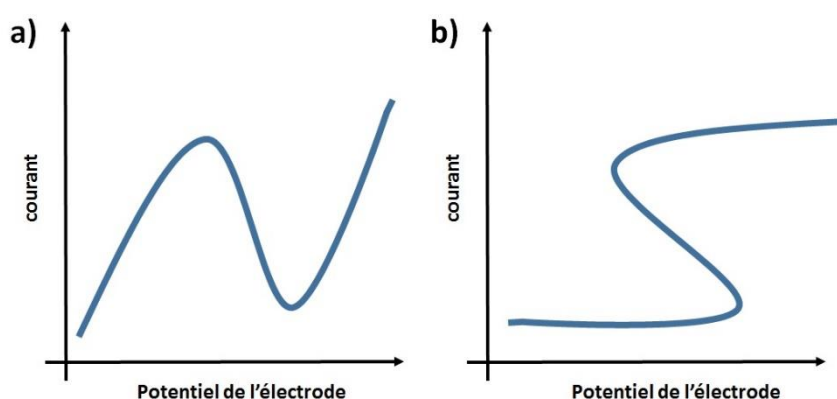 a)
courant
Potentiel de l'électrode
b)
courant
Potentiel de l'électrode